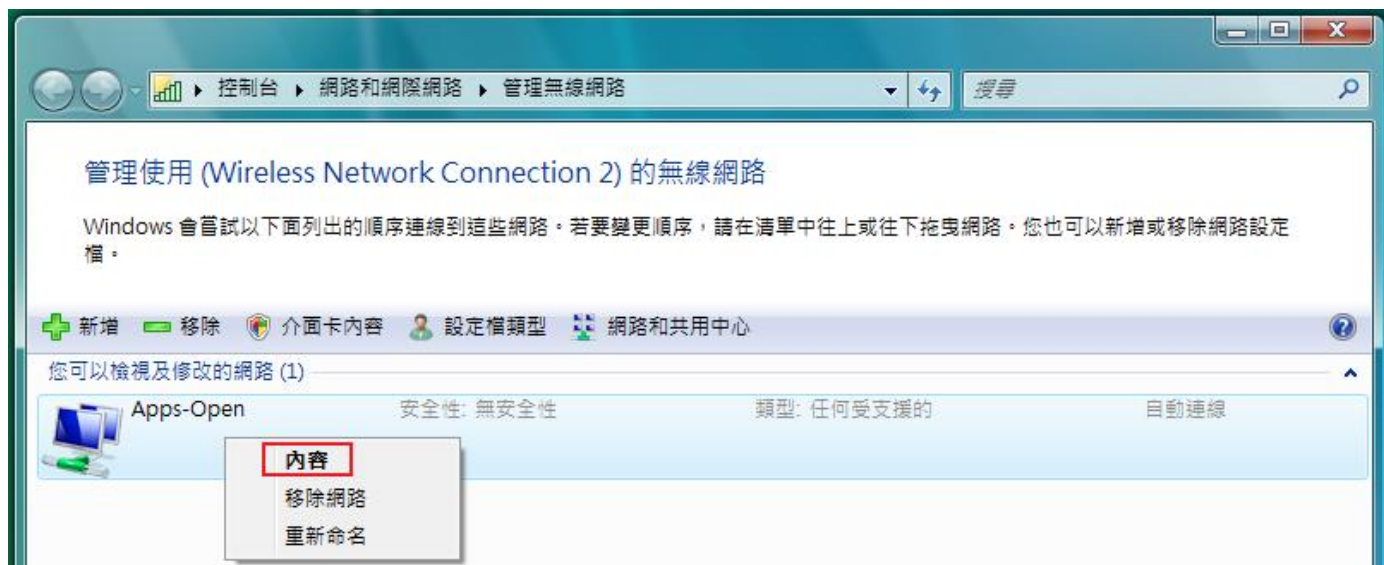 控制台 ▸ 網路和網際網路 ▸ 管理無線網路 搜尋
管理使用 (Wireless Network Connection 2) 的無線網路
Windows 會嘗試以下面列出的順序連線到這些網路。若要變更順序，請在清單中往上或往下拖曳網路。您也可以新增或移除網路設定
檔。
新增 移除 介面卡內容 設定檔類型 網路和共用中心
您可以檢視及修改的網路 (1)
Apps-Open 安全性: 無安全性 類型: 任何受支援的 自動連線
內容
移除網路
重新命名